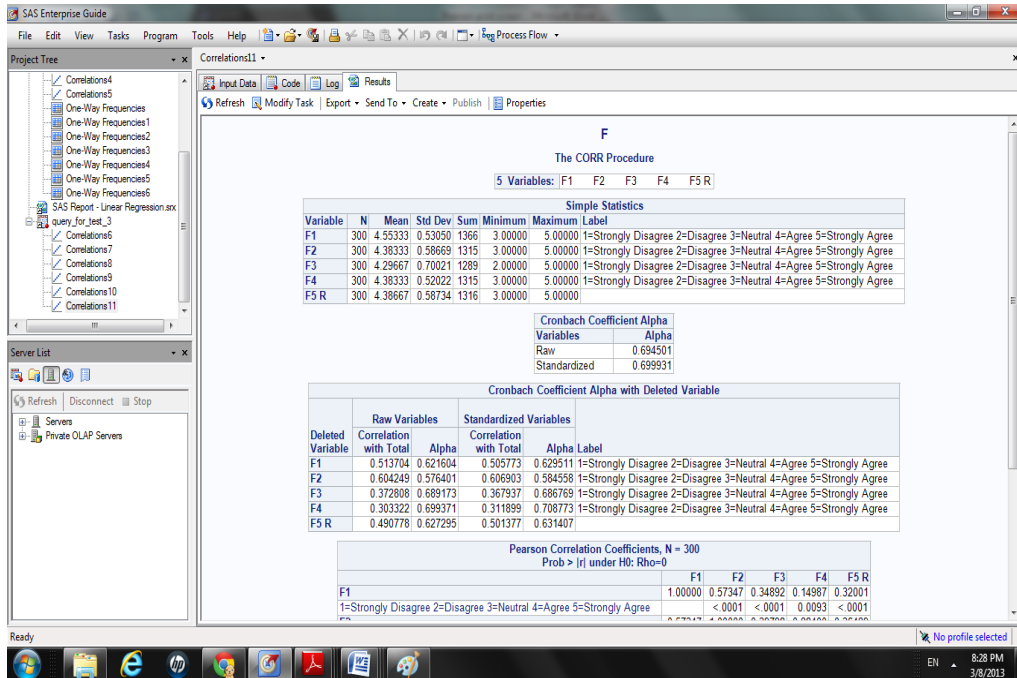 SAS Enterprise Guide
File Edit View Tasks Program Tools Help Process Flow
Project Tree
Correlations4
Correlations5
One-Way Frequencies
One-Way Frequencies1
One-Way Frequencies2
One-Way Frequencies3
One-Way Frequencies4
One-Way Frequencies5
One-Way Frequencies6
SAS Report - Linear Regression.srx
query_for_test_3
Correlations6
Correlations7
Correlations8
Correlations9
Correlations10
Correlations11
Server List
Refresh Disconnect Stop
Servers
Private OLAP Servers
Correlations11
Input Data Code Log Results
Refresh Modify Task Export Send To Create Publish Properties
F
The CORR Procedure
5 Variables: F1 F2 F3 F4 F5 R
Simple Statistics
Variable N Mean Std Dev Sum Minimum Maximum Label
F1 300 4.55333 0.53050 1366 3.00000 5.00000 1=Strongly Disagree 2=Disagree 3=Neutral 4=Agree 5=Strongly Agree
F2 300 4.38333 0.58669 1315 3.00000 5.00000 1=Strongly Disagree 2=Disagree 3=Neutral 4=Agree 5=Strongly Agree
F3 300 4.29667 0.70021 1289 2.00000 5.00000 1=Strongly Disagree 2=Disagree 3=Neutral 4=Agree 5=Strongly Agree
F4 300 4.38333 0.52022 1315 3.00000 5.00000 1=Strongly Disagree 2=Disagree 3=Neutral 4=Agree 5=Strongly Agree
F5 R 300 4.38667 0.58734 1316 3.00000 5.00000
Cronbach Coefficient Alpha
Variables Alpha
Raw 0.694501
Standardized 0.699931
Cronbach Coefficient Alpha with Deleted Variable
Raw Variables Standardized Variables
Deleted Correlation Correlation
Variable with Total Alpha with Total Alpha Label
F1 0.513704 0.621604 0.505773 0.629511 1=Strongly Disagree 2=Disagree 3=Neutral 4=Agree 5=Strongly Agree
F2 0.604249 0.576401 0.606903 0.584558 1=Strongly Disagree 2=Disagree 3=Neutral 4=Agree 5=Strongly Agree
F3 0.372808 0.689173 0.367937 0.686769 1=Strongly Disagree 2=Disagree 3=Neutral 4=Agree 5=Strongly Agree
F4 0.303322 0.699371 0.311899 0.708773 1=Strongly Disagree 2=Disagree 3=Neutral 4=Agree 5=Strongly Agree
F5 R 0.490778 0.627295 0.501377 0.631407
Pearson Correlation Coefficients, N = 300
Prob > |r| under H0: Rho=0
F1 F2 F3 F4 F5 R
F1 1.00000 0.57347 0.34892 0.14987 0.32001
1=Strongly Disagree 2=Disagree 3=Neutral 4=Agree 5=Strongly Agree <.0001 <.0001 0.0093 <.0001
Ready
No profile selected
hp
EN 8:28 PM
3/8/2013